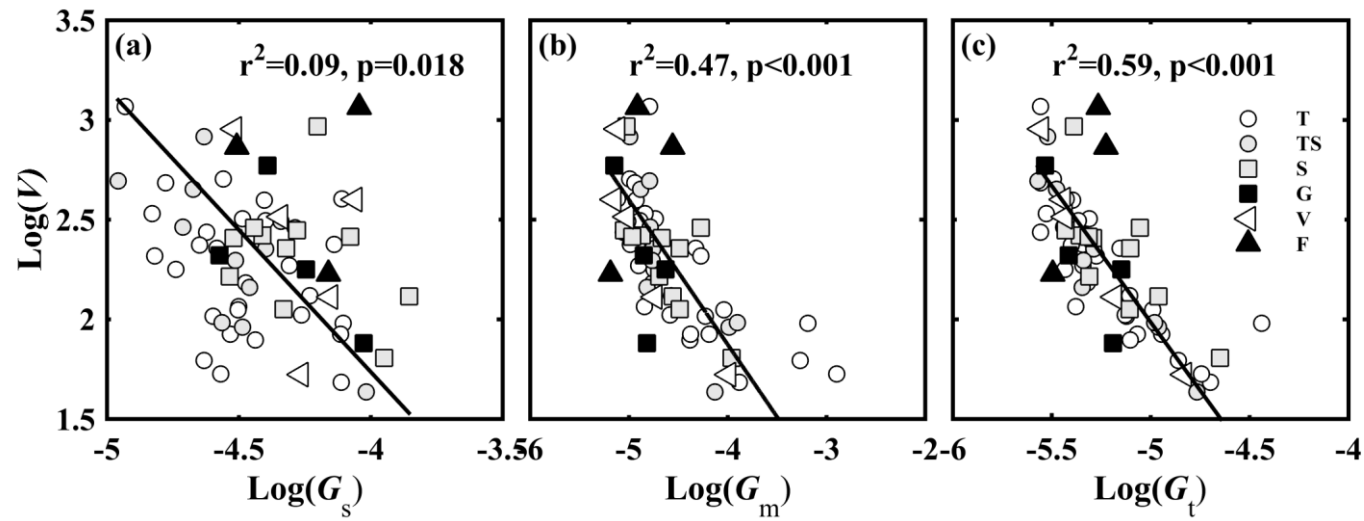 3.5
3
2.5
2
1.5
Log(V)
(a)
r²=0.09, p=0.018
-5
-4.5
-4
-3.5
Log(Gₛ)
(b)
r²=0.47, p<0.001
-6
-5
-4
-3
-2
Log(Gₘ)
(c)
r²=0.59, p<0.001
T
TS
S
G
V
F
-6
-5.5
-5
-4.5
-4
Log(Gₜ)